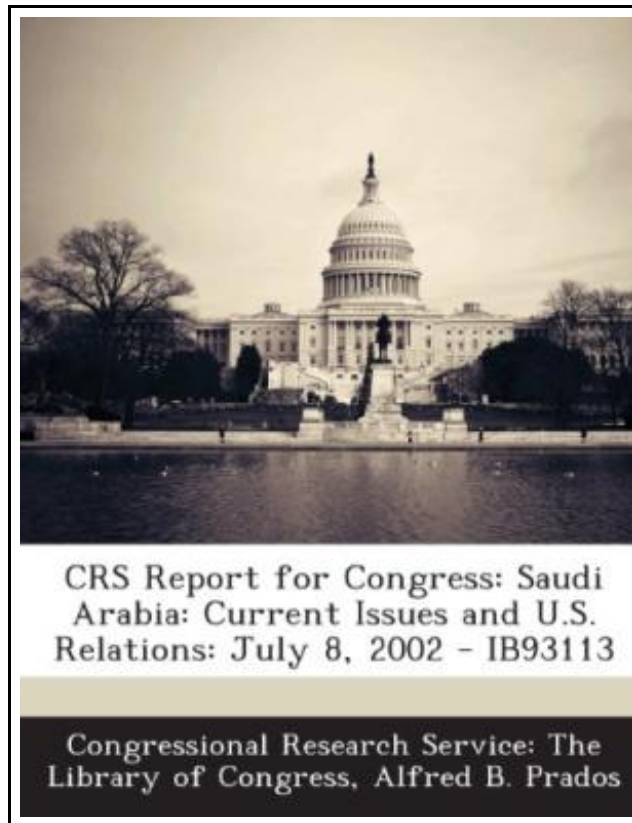 CRS Report for Congress: Saudi
Arabia: Current Issues and U.S.
Relations: July 8, 2002 - IB93113
Congressional Research Service: The
Library of Congress, Alfred B. Prados